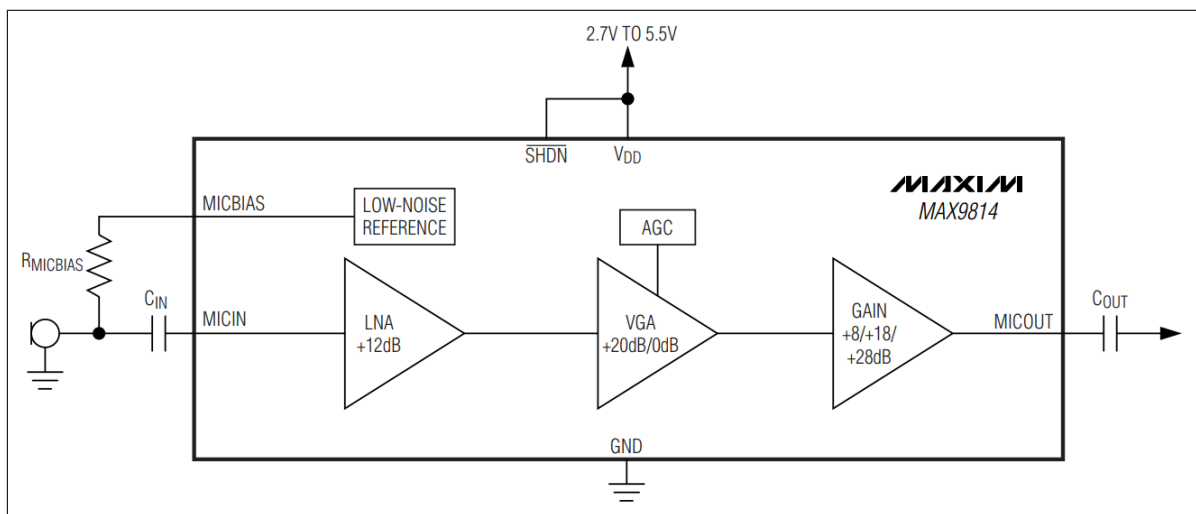 2.7V TO 5.5V
SHDN
VDD
MAXIM
MAX9814
MICBIAS
LOW-NOISE
REFERENCE
AGC
RMICBIAS
CIN
MICIN
LNA
+12dB
VGA
+20dB/0dB
GAIN
+8/+18/
+28dB
MICOUT
COUT
GND